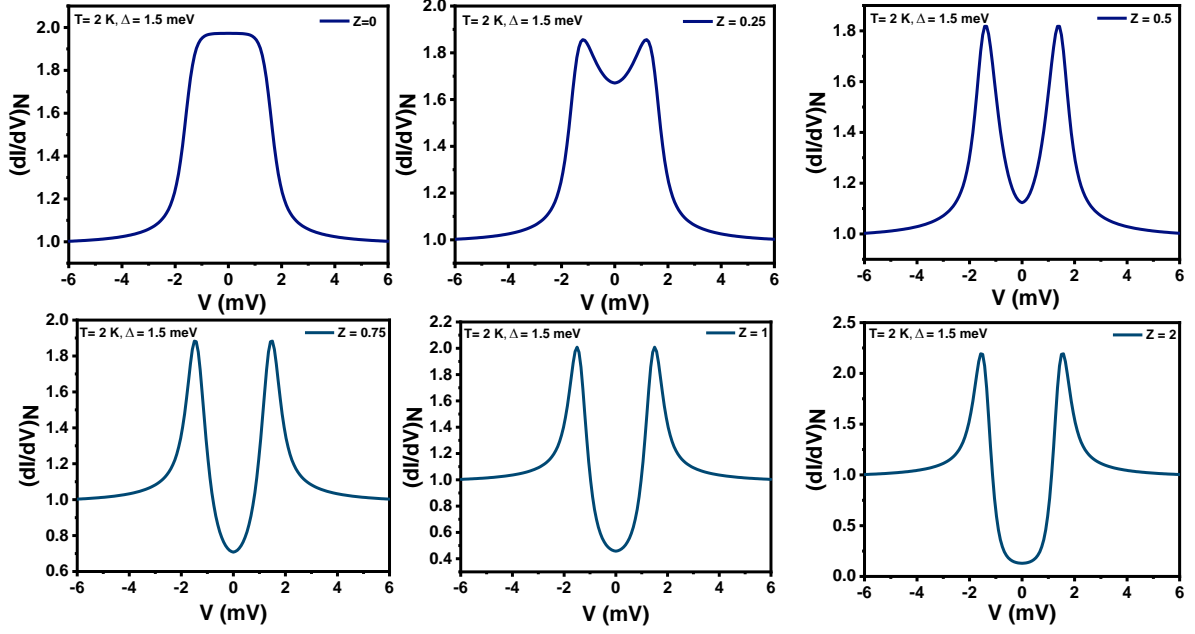 T= 2 K, Δ = 1.5 meV
Z=0
(dI/dV)N
2.0
1.8
1.6
1.4
1.2
1.0
-6 -4 -2 0 2 4 6
V (mV)
T= 2 K, Δ = 1.5 meV
Z = 0.25
(dI/dV)N
2.0
1.8
1.6
1.4
1.2
1.0
-6 -4 -2 0 2 4 6
V (mV)
T= 2 K, Δ = 1.5 meV
Z = 0.5
(dI/dV)N
1.8
1.6
1.4
1.2
1.0
-6 -4 -2 0 2 4 6
V (mV)
T= 2 K, Δ = 1.5 meV
Z = 0.75
(dI/dV)N
2.0
1.8
1.6
1.4
1.2
1.0
0.8
0.6
-6 -4 -2 0 2 4 6
V (mV)
T= 2 K, Δ = 1.5 meV
Z = 1
(dI/dV)N
2.2
2.0
1.8
1.6
1.4
1.2
1.0
0.8
0.6
0.4
-6 -4 -2 0 2 4 6
V (mV)
T= 2 K, Δ = 1.5 meV
Z = 2
(dI/dV)N
2.5
2.0
1.5
1.0
0.5
0.0
-6 -4 -2 0 2 4 6
V (mV)